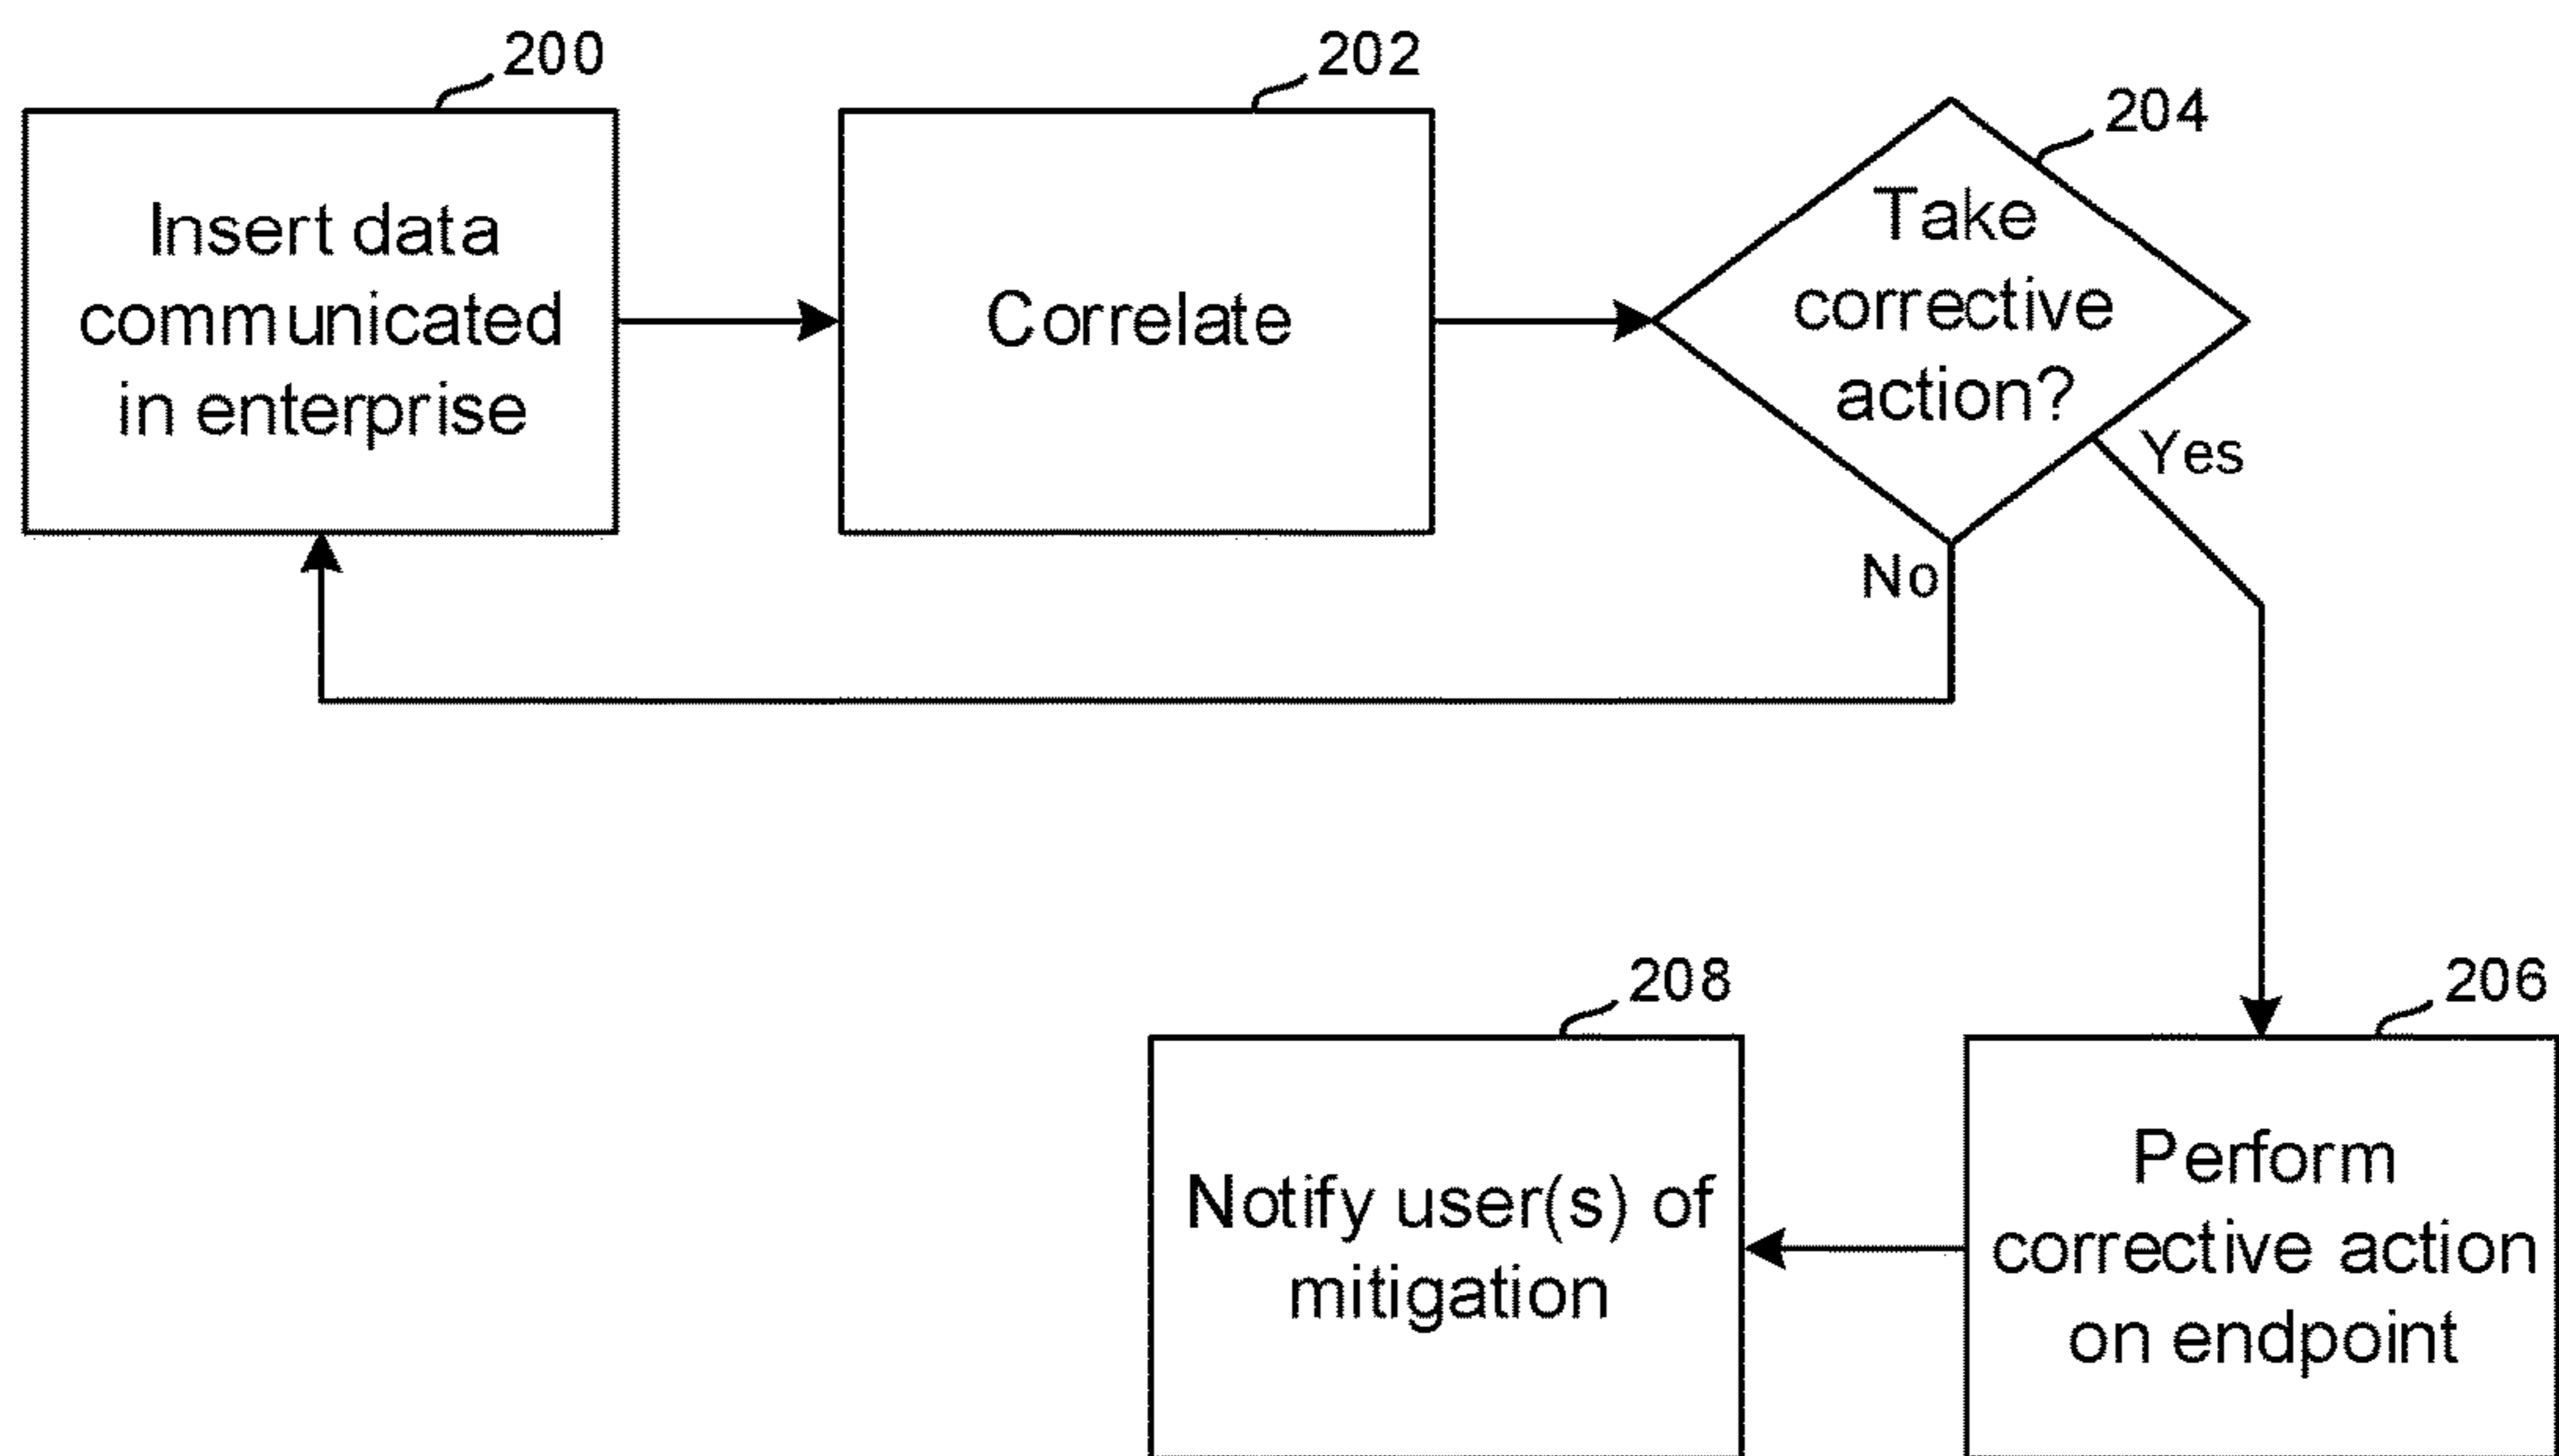 200
Insert data
communicated
in enterprise
202
Correlate
204
Take
corrective
action?
Yes
No
206
Perform
corrective action
on endpoint
208
Notify user(s) of
mitigation